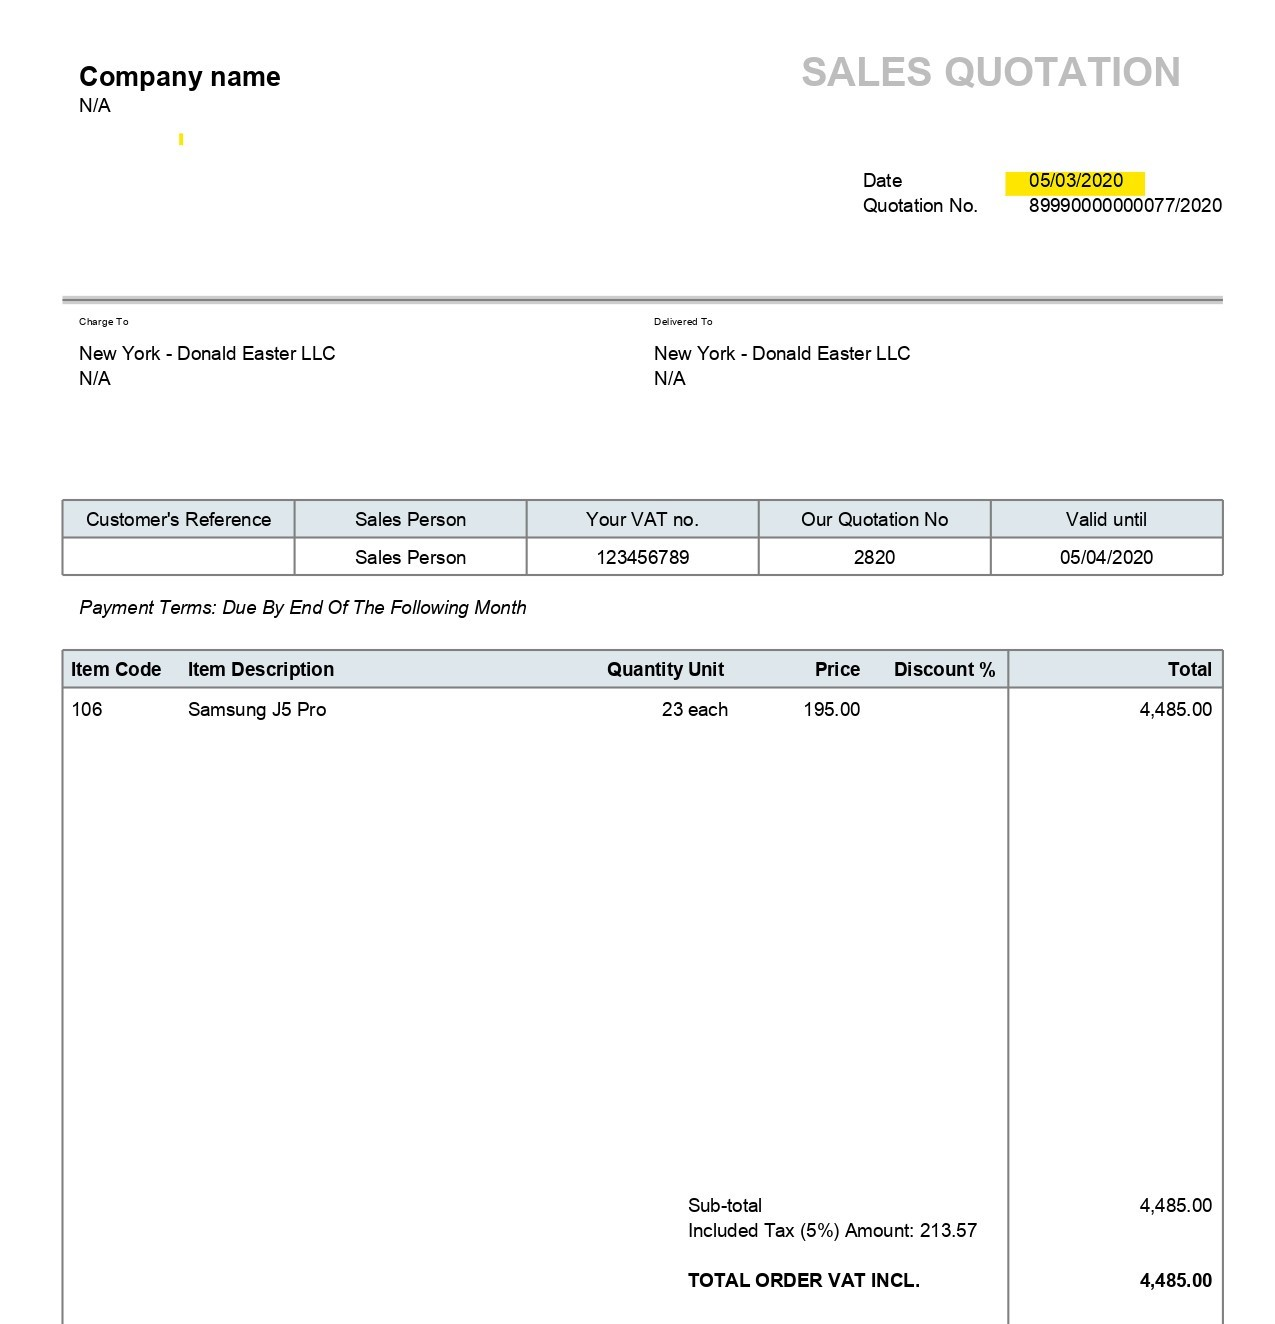 Company name
SALES QUOTATION
N/A
Date 05/03/2020
Quotation No. 89990000000077/2020
Charge To Delivered To
New York - Donald Easter LLC New York - Donald Easter LLC
N/A N/A
Customer's Reference Sales Person Your VAT no. Our Quotation No Valid until
Sales Person 123456789 2820 05/04/2020
Payment Terms: Due By End Of The Following Month
Item Code Item Description Quantity Unit Price Discount % Total
106 Samsung J5 Pro 23 each 195.00 4,485.00
Sub-total 4,485.00
Included Tax (5%) Amount: 213.57
TOTAL ORDER VAT INCL. 4,485.00